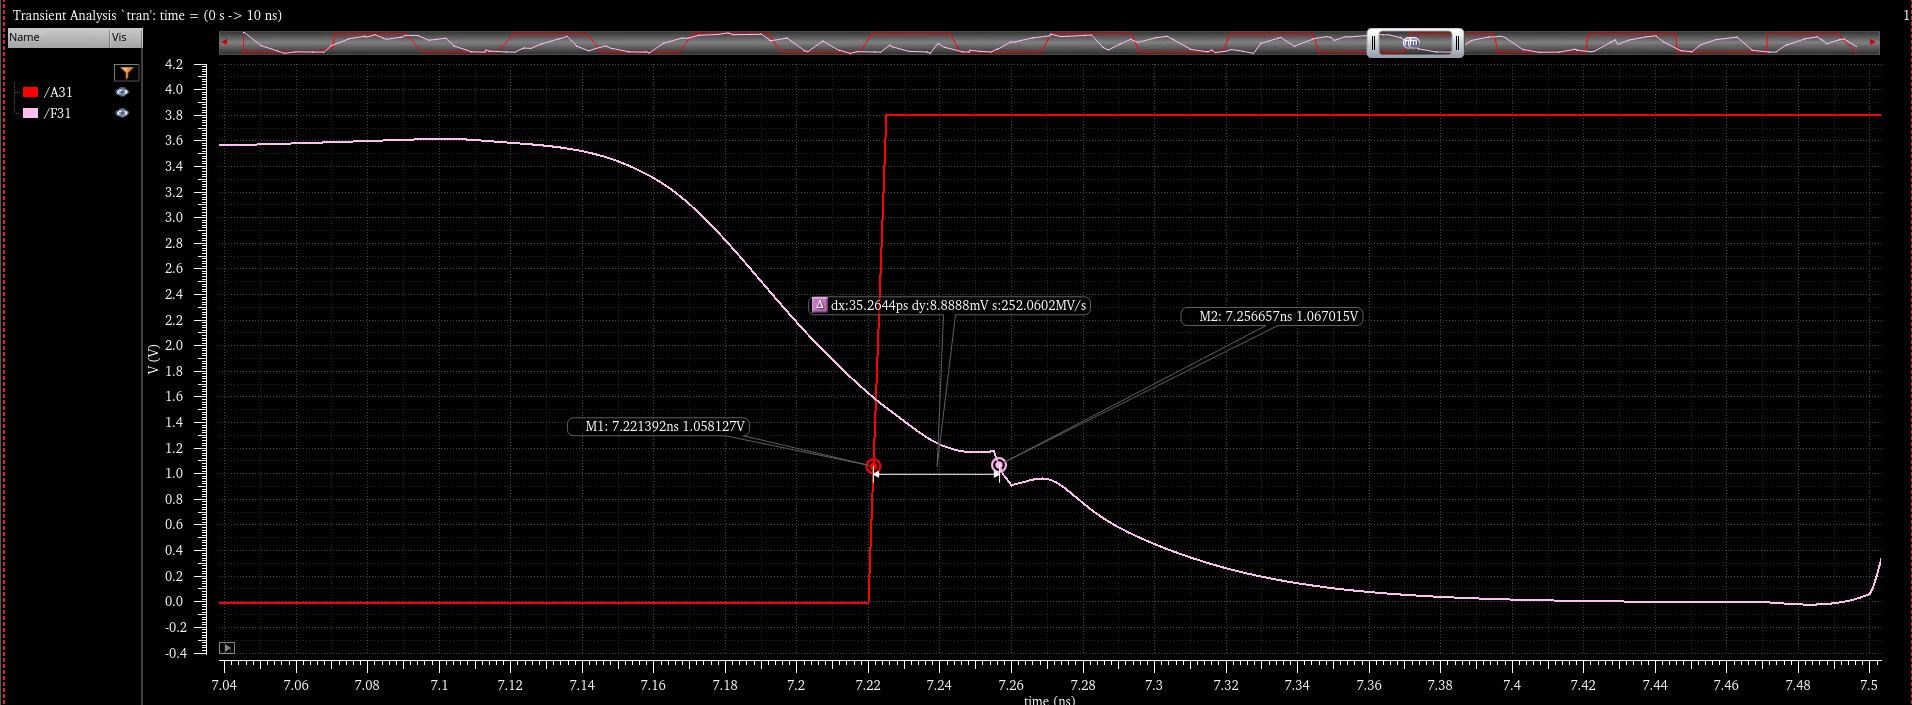 Transient Analysis `tran': time = (0 s -> 10 ns)
Name Vis
/A31
/F31
4.2
4.0
3.8
3.6
3.4
3.2
3.0
2.8
2.6
2.4
2.2
2.0
1.8
1.6
1.4
1.2
1.0
0.8
0.6
0.4
0.2
0.0
-0.2
-0.4
V (V)
Δ dx:35.2644ps dy:8.8888mV s:252.0602MV/s
M2: 7.256657ns 1.067015V
M1: 7.221392ns 1.058127V
7.04 7.06 7.08 7.1 7.12 7.14 7.16 7.18 7.2 7.22 7.24 7.26 7.28 7.3 7.32 7.34 7.36 7.38 7.4 7.42 7.44 7.46 7.48 7.5
time (ns)